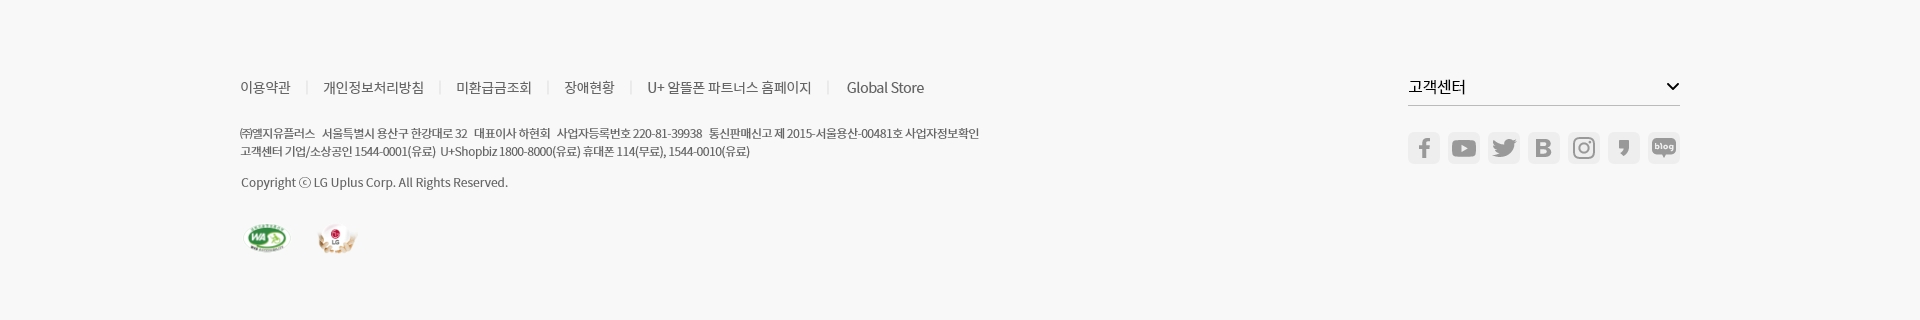 이용약관 개인정보처리방침 미환급금조회 장애현황 U+ 알뜰폰 파트너스 홈페이지 Global Store
고객센터
㈜엘지유플러스 서울특별시 용산구 한강대로 32 대표이사 하현회 사업자등록번호 220-81-39938 통신판매신고 제 2015-서울용산-00481호 사업자정보확인
고객센터 기업/소상공인 1544-0001(유료) U+Shopbiz 1800-8000(유료) 휴대폰 114(무료), 1544-0010(유료)
B
blog
Copyright ⓒ LG Uplus Corp. All Rights Reserved.
WA
LG